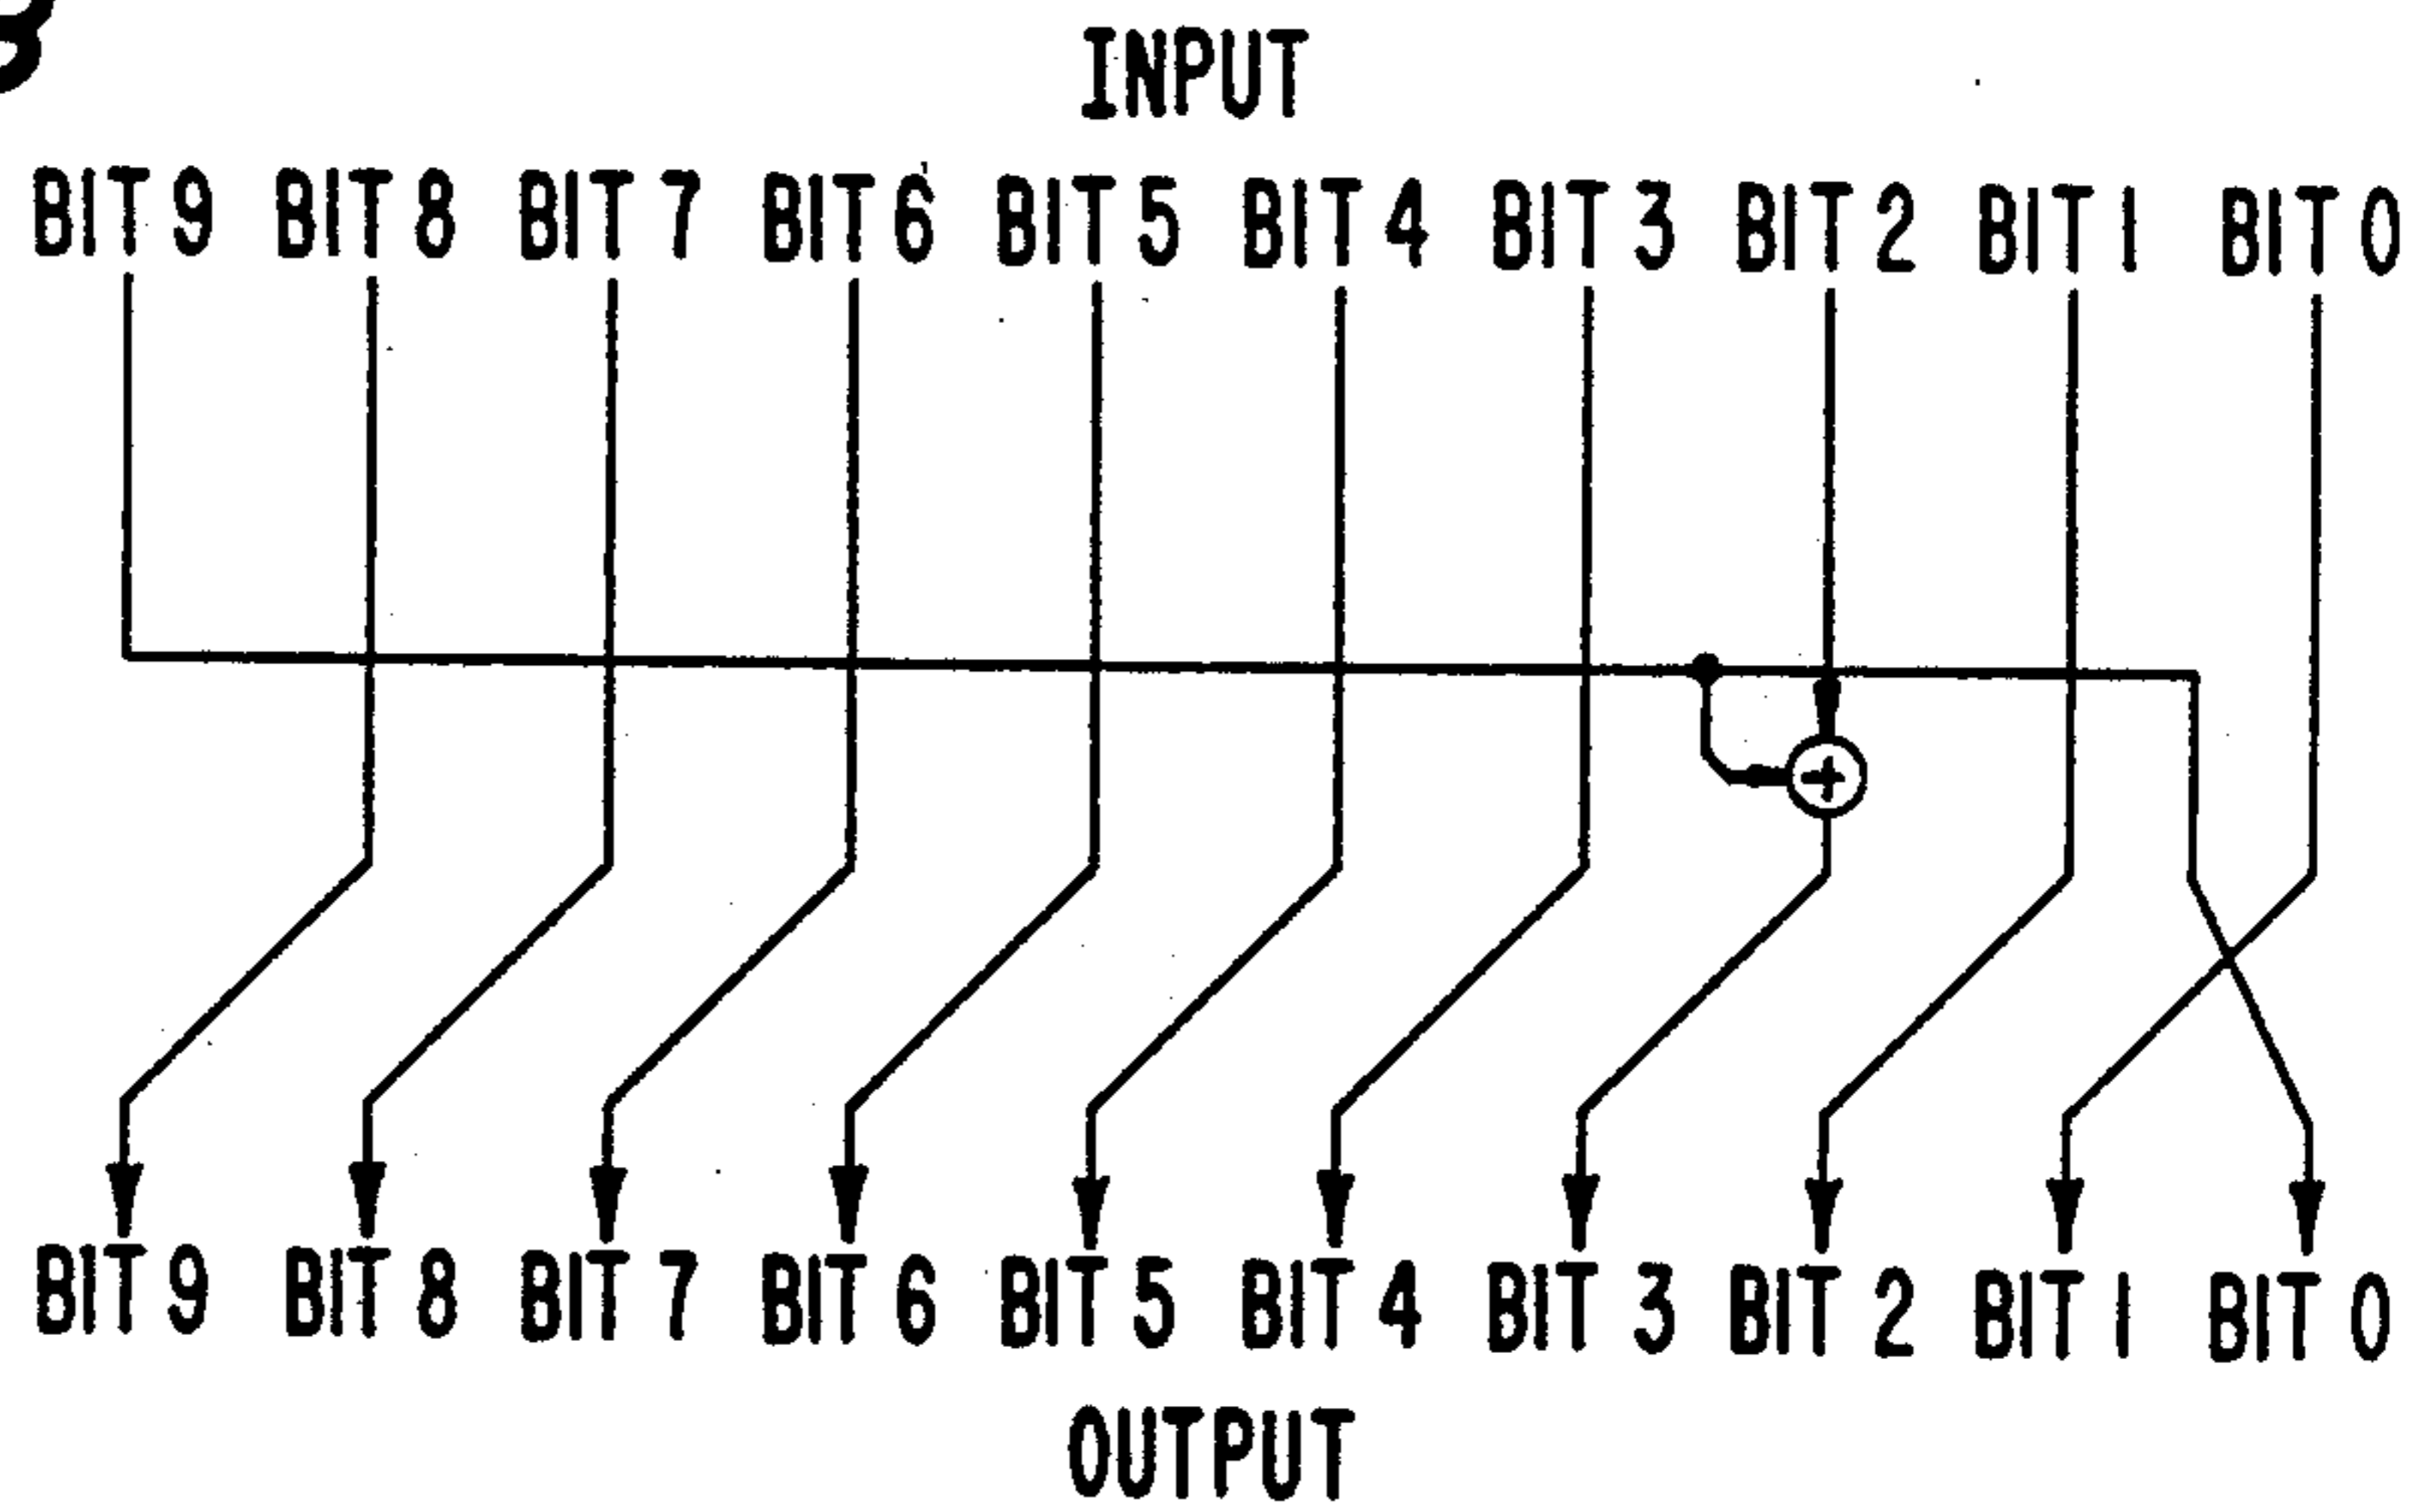 INPUT
BIT 9 BIT 8 BIT 7 BIT 6 BIT 5 BIT 4 BIT 3 BIT 2 BIT 1 BIT 0
+
BIT 9 BIT 8 BIT 7 BIT 6 BIT 5 BIT 4 BIT 3 BIT 2 BIT 1 BIT 0
OUTPUT